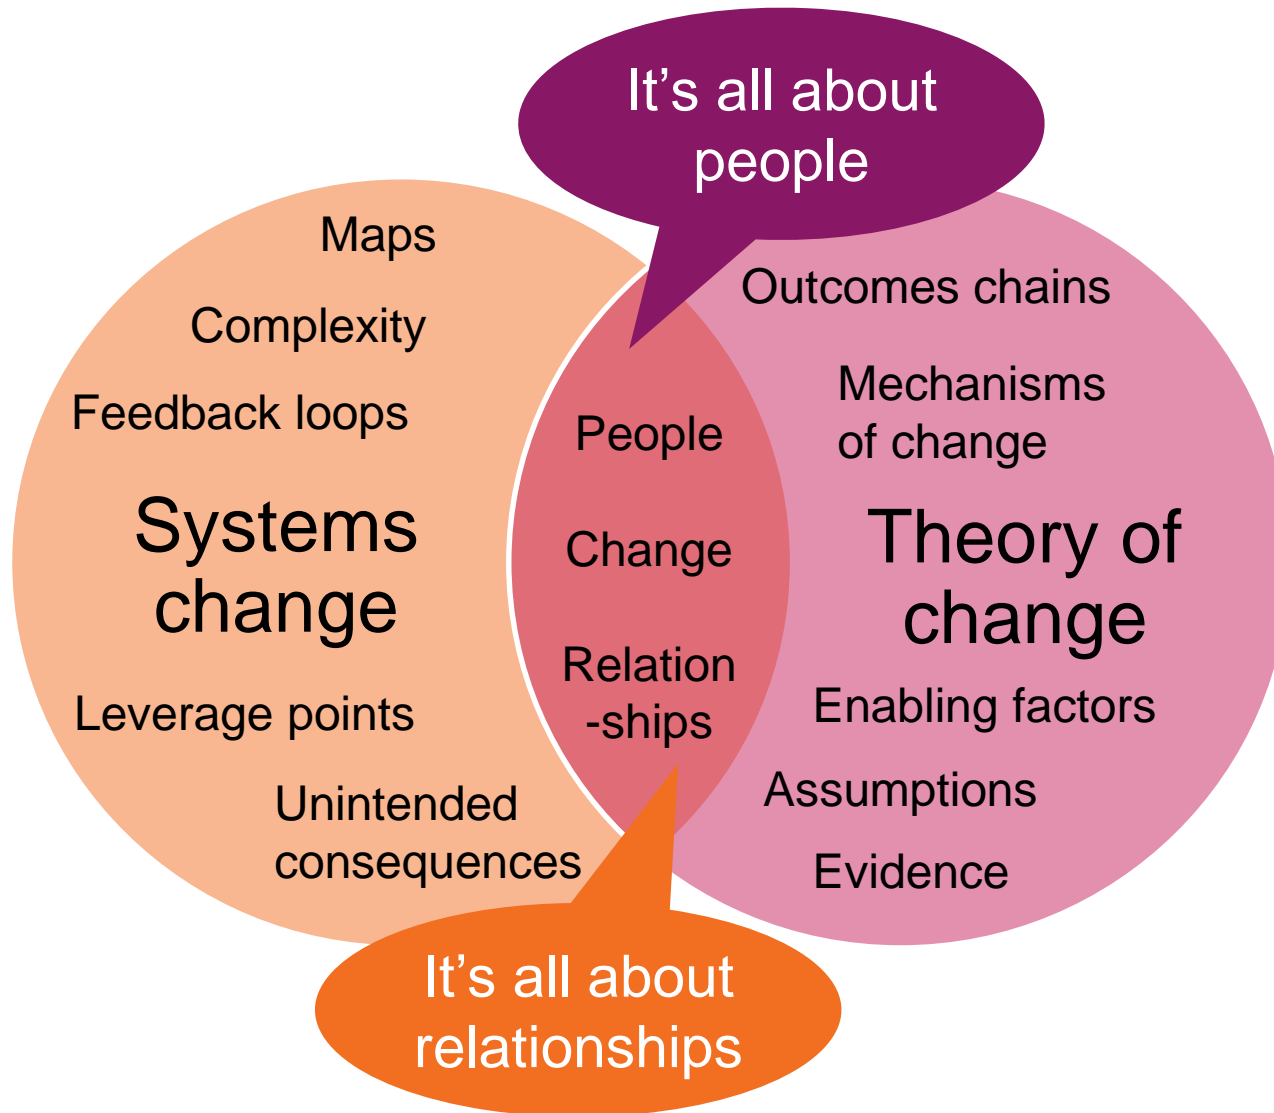 It’s all about
people
Maps
Complexity
Feedback loops
Systems
change
Leverage points
Unintended
consequences
People
Change
Relation
-ships
Outcomes chains
Mechanisms
of change
Theory of
change
Enabling factors
Assumptions
Evidence
It’s all about
relationships